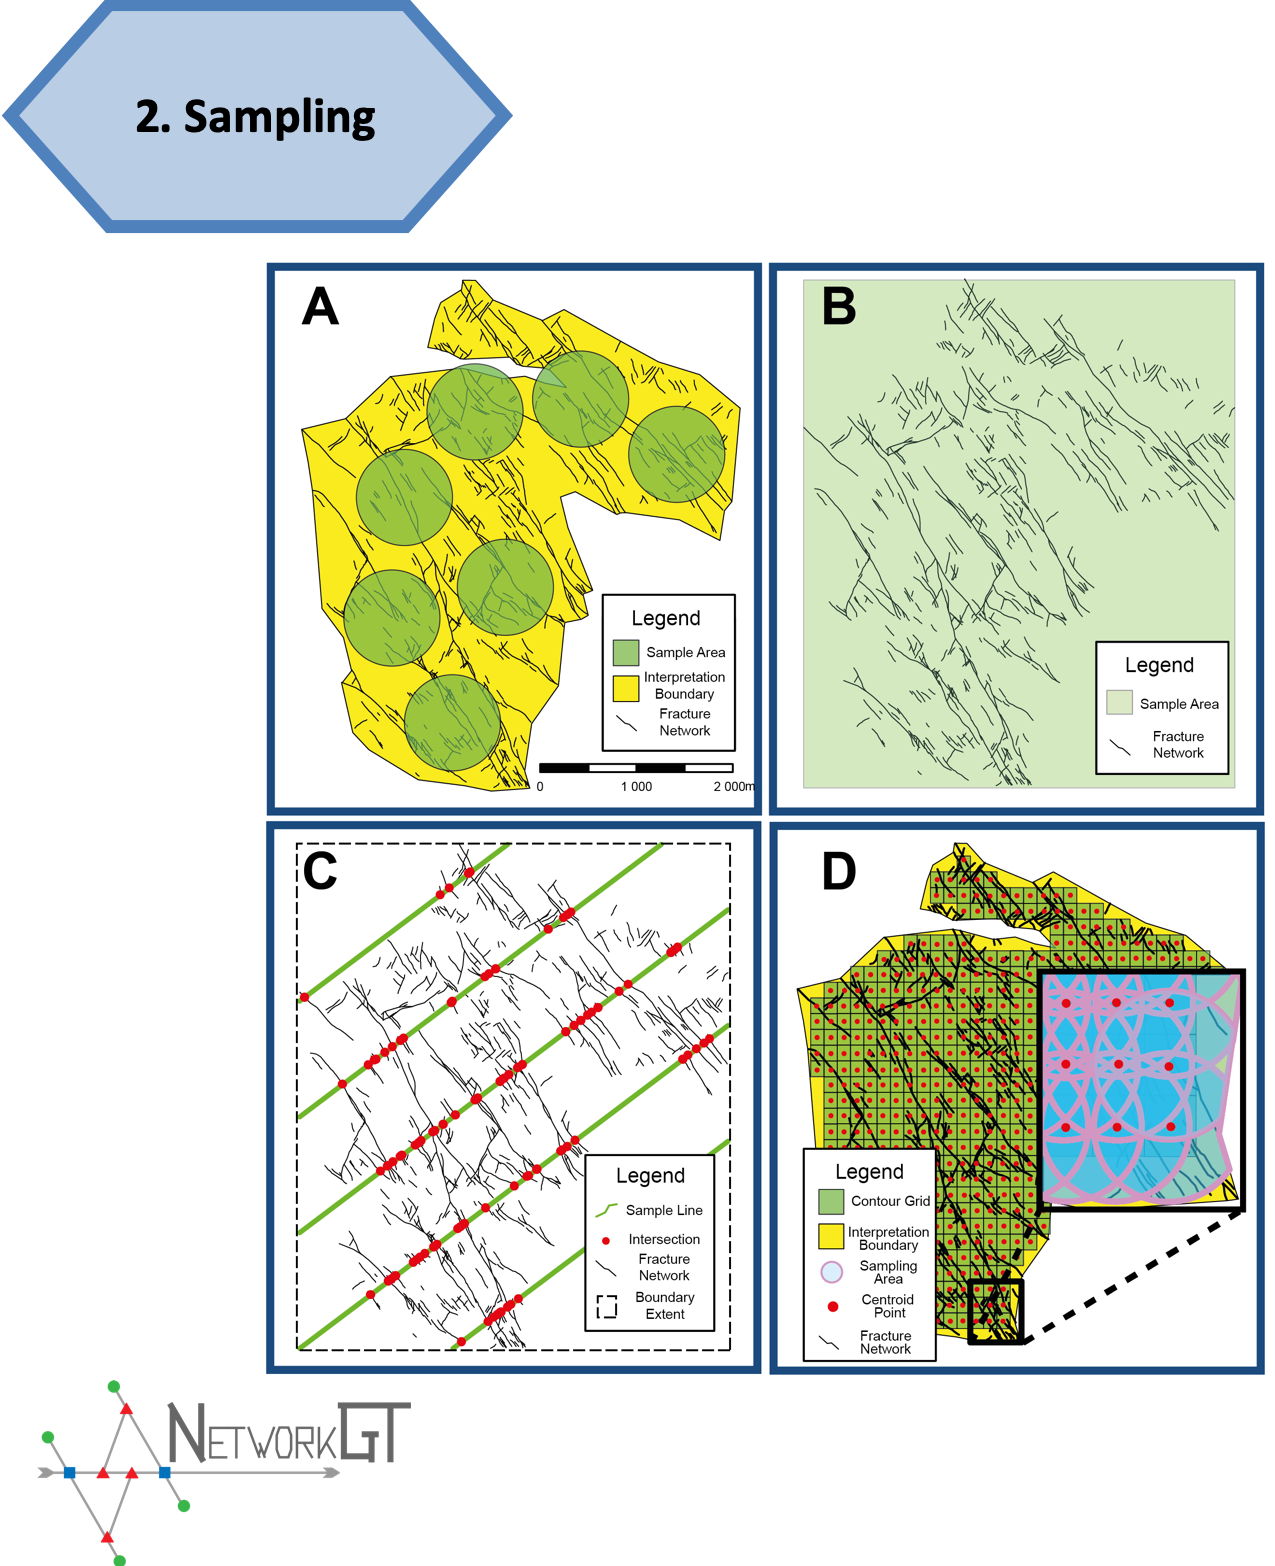 2. Sampling
A
Legend
Sample Area
Interpretation
Boundary
Fracture
Network
0 1 000 2 000m
B
Legend
Sample Area
Fracture
Network
C
Legend
Sample Line
Intersection
Fracture
Network
Boundary
Extent
D
Legend
Contour Grid
Interpretation
Boundary
Sampling
Area
Centroid
Point
Fracture
Network
NETWORKGT